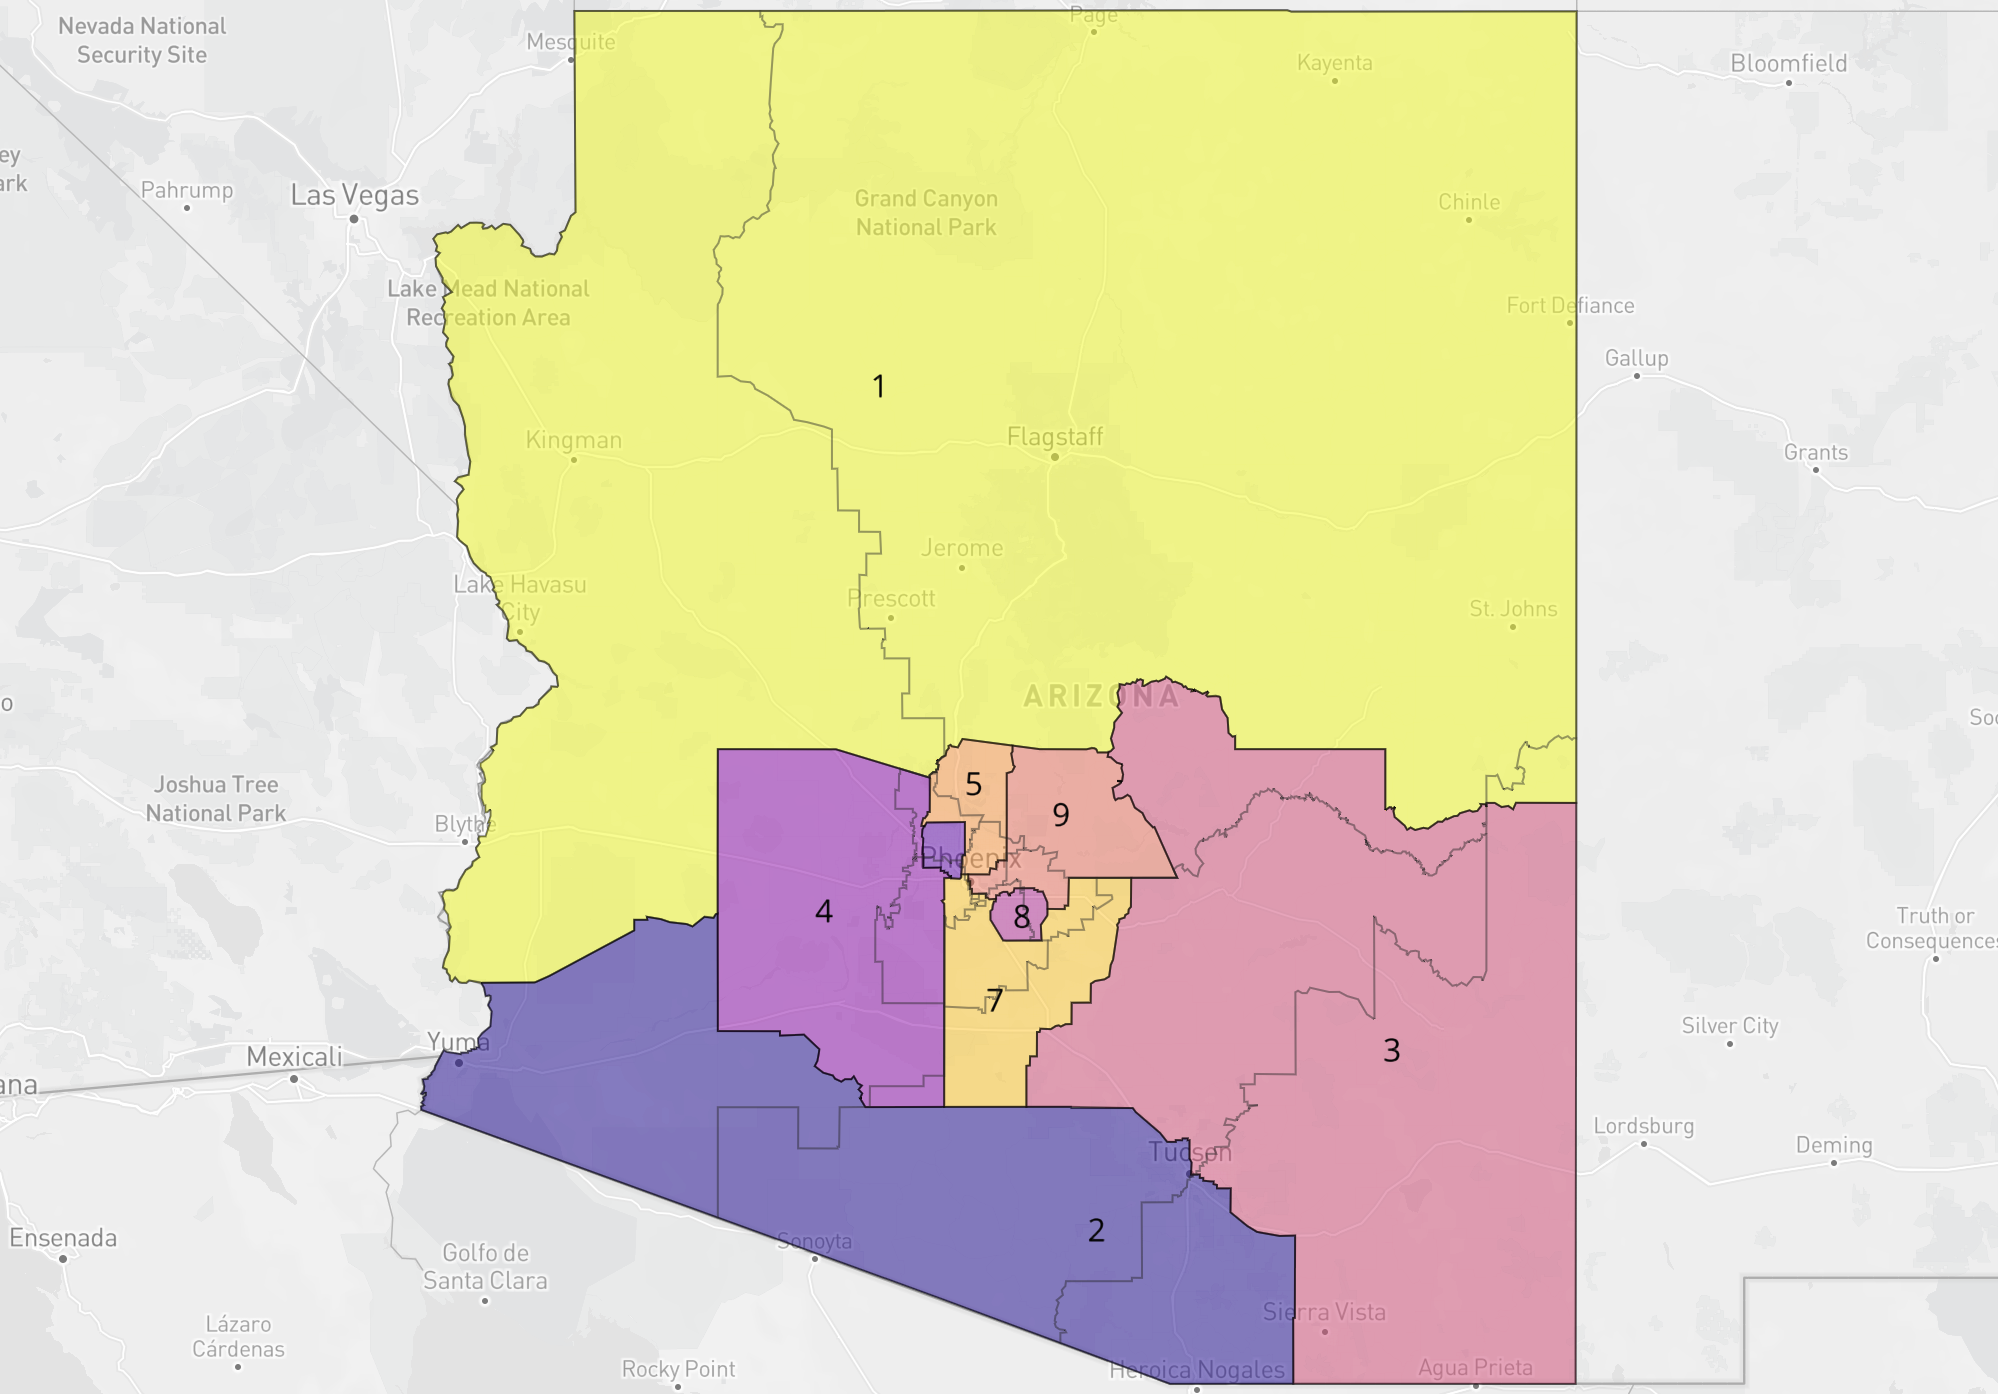 Nevada National
Security Site
Mesquite
Page
Kayenta
Bloomfield
ey
ark
Pahrump
Las Vegas
Grand Canyon
National Park
Chinle
Lake Mead National
Recreation Area
Fort Defiance
Gallup
1
Kingman
Flagstaff
Grants
Jerome
Lake Havasu
City
Prescott
St. Johns
ARIZONA
o
Soc
Joshua Tree
National Park
5
9
Blythe
Phoenix
4
8
Truth or
Consequences
7
Yuma
Mexicali
ana
3
Silver City
Tucson
Lordsburg
Deming
2
Ensenada
Sonoyta
Golfo de
Santa Clara
Sierra Vista
Lázaro
Cárdenas
Rocky Point
Heroica Nogales
Agua Prieta